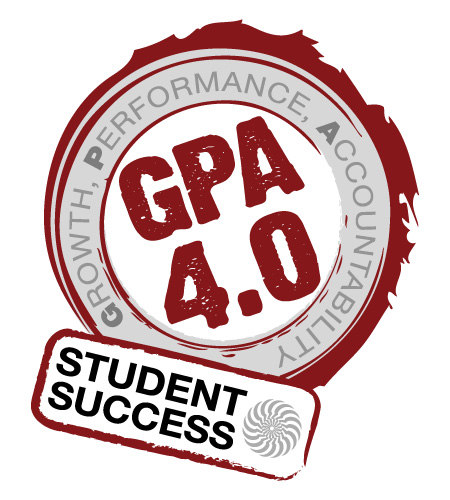 GROWTH, PERFORMANCE, ACCOUNTABILITY
GPA
4.0
STUDENT
SUCCESS